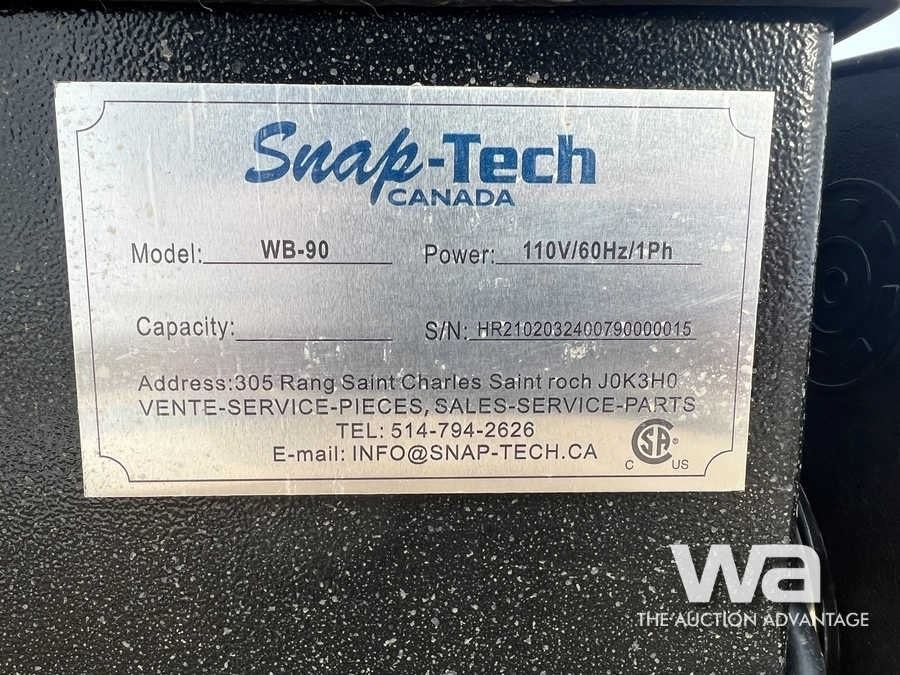 Snap-Tech
CANADA
Model: WB-90 Power: 110V/60Hz/1Ph
Capacity: S/N: HR2102032400790000015
Address:305 Rang Saint Charles Saint roch J0K3H0
VENTE-SERVICE-PIECES, SALES-SERVICE-PARTS
TEL: 514-794-2626
E-mail: INFO@SNAP-TECH.CA
C SA ® US
wa
THE AUCTION ADVANTAGE